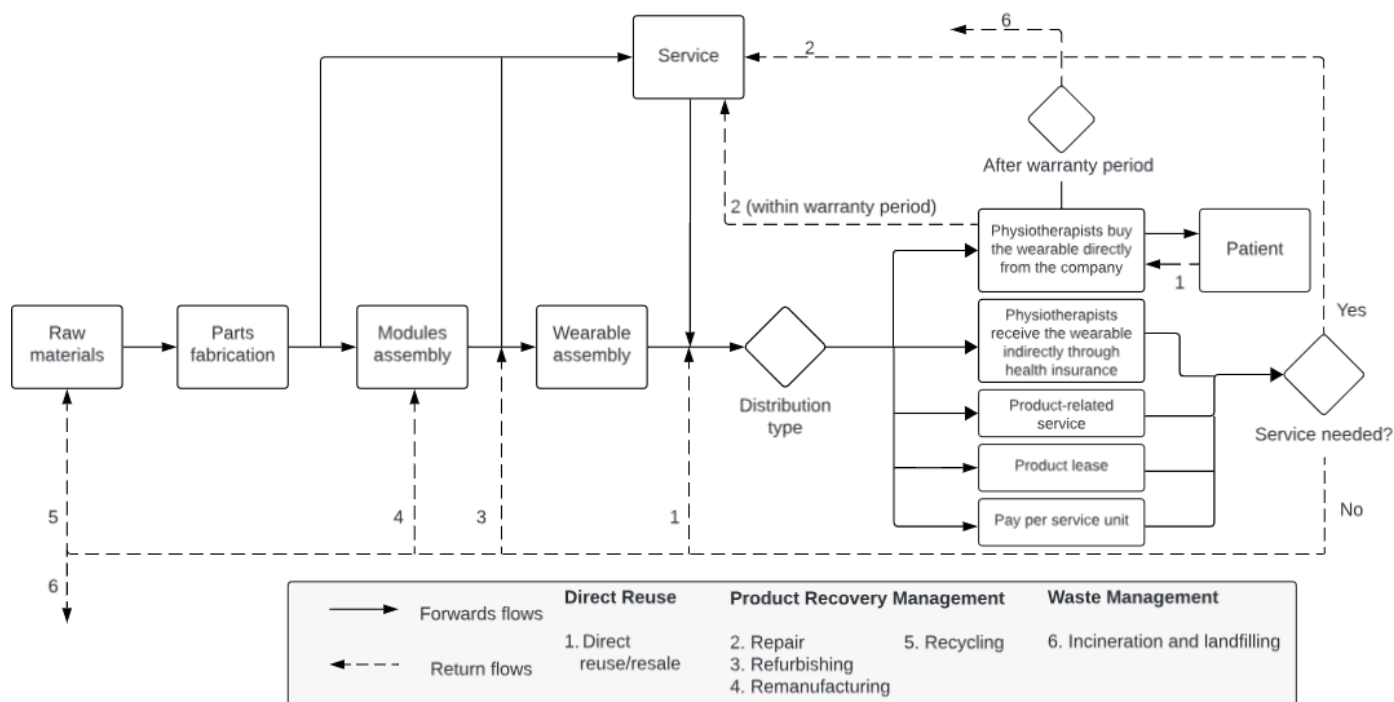 6
Service
2
After warranty period
2 (within warranty period)
Physiotherapists buy
the wearable directly
from the company
Patient
1
Raw
materials
Parts
fabrication
Modules
assembly
Wearable
assembly
Distribution
type
Physiotherapists
receive the wearable
indirectly through
health insurance
Product-related
service
Product lease
Pay per service unit
Yes
Service needed?
No
5
4
3
1
6
Forwards flows
Return flows
Direct Reuse
1. Direct
reuse/resale
Product Recovery Management
2. Repair
3. Refurbishing
4. Remanufacturing
5. Recycling
Waste Management
6. Incineration and landfilling